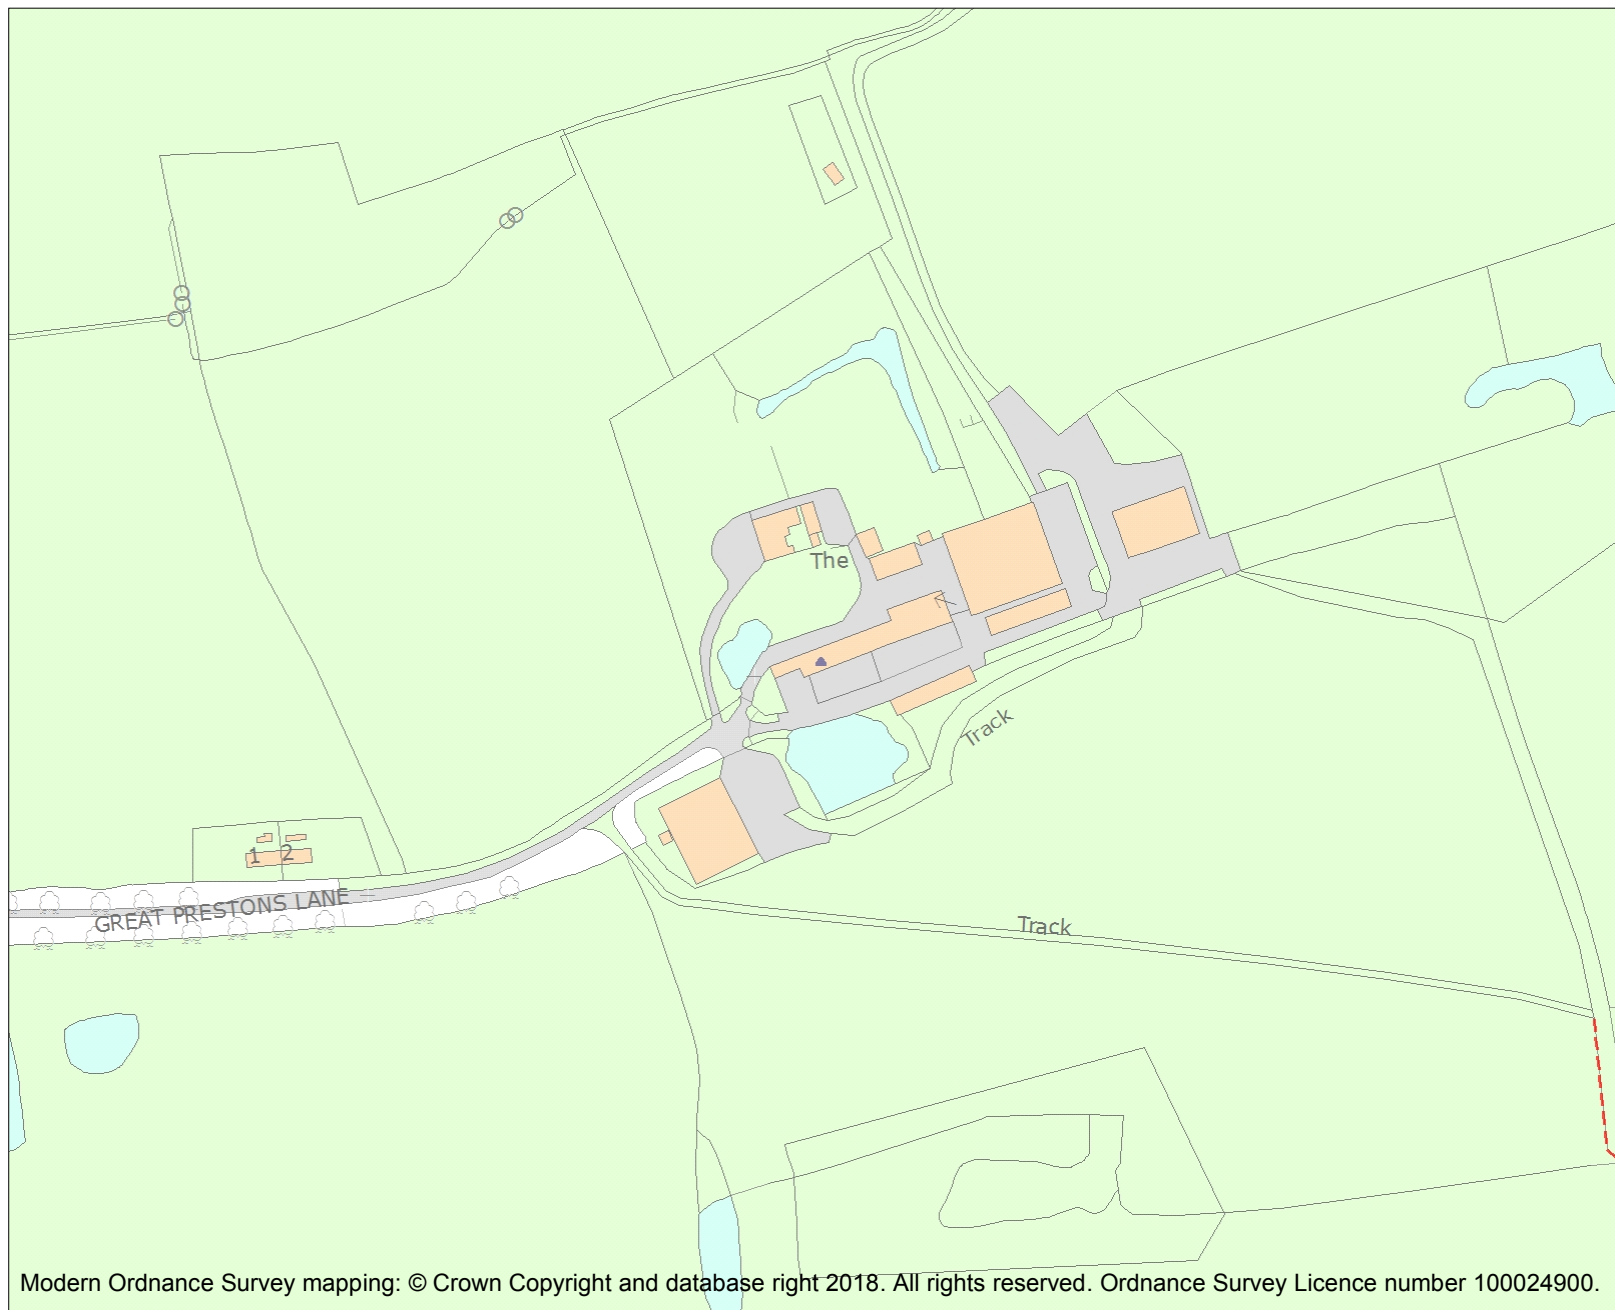 The
Track
1 2
GREAT PRESTONS LANE
Track
Modern Ordnance Survey mapping: © Crown Copyright and database right 2018. All rights reserved. Ordnance Survey Licence number 100024900.